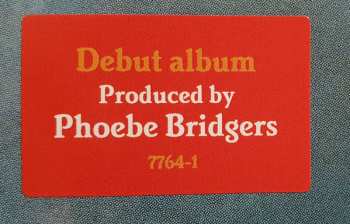 Debut album
Produced by
Phoebe Bridgers
7764-1